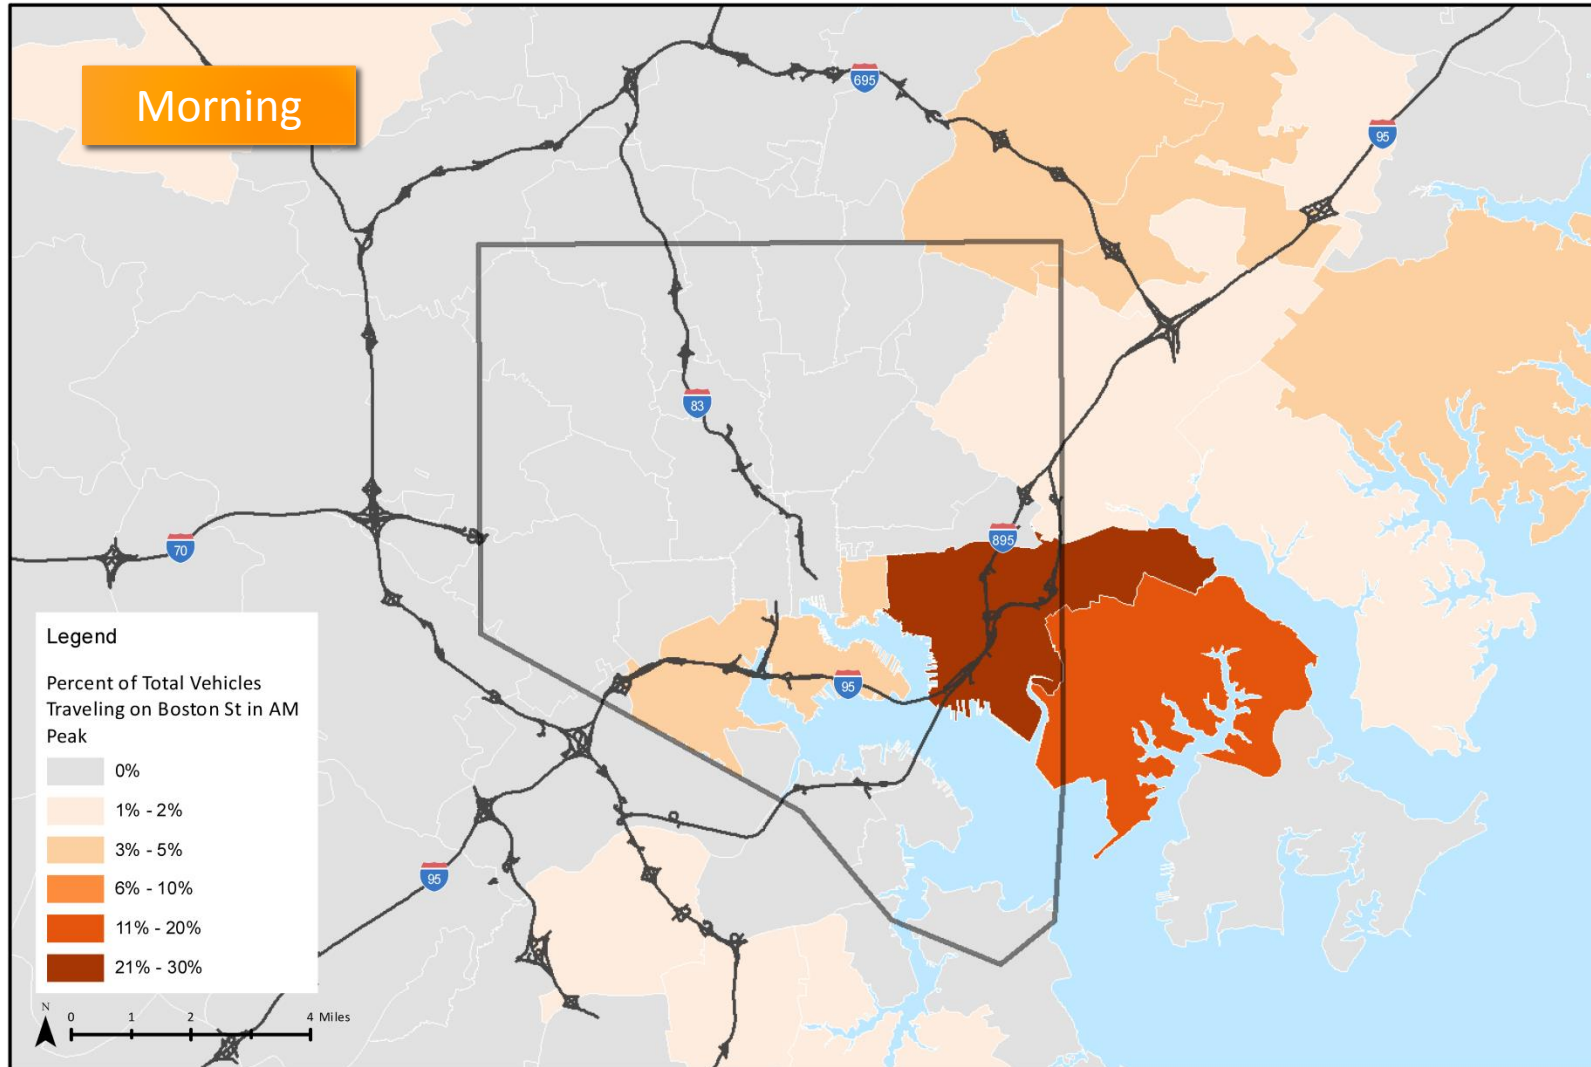 Morning
695
95
83
70
895
95
95
Legend
Percent of Total Vehicles
Traveling on Boston St in AM
Peak
0%
1% - 2%
3% - 5%
6% - 10%
11% - 20%
21% - 30%
N
0 1 2 4 Miles